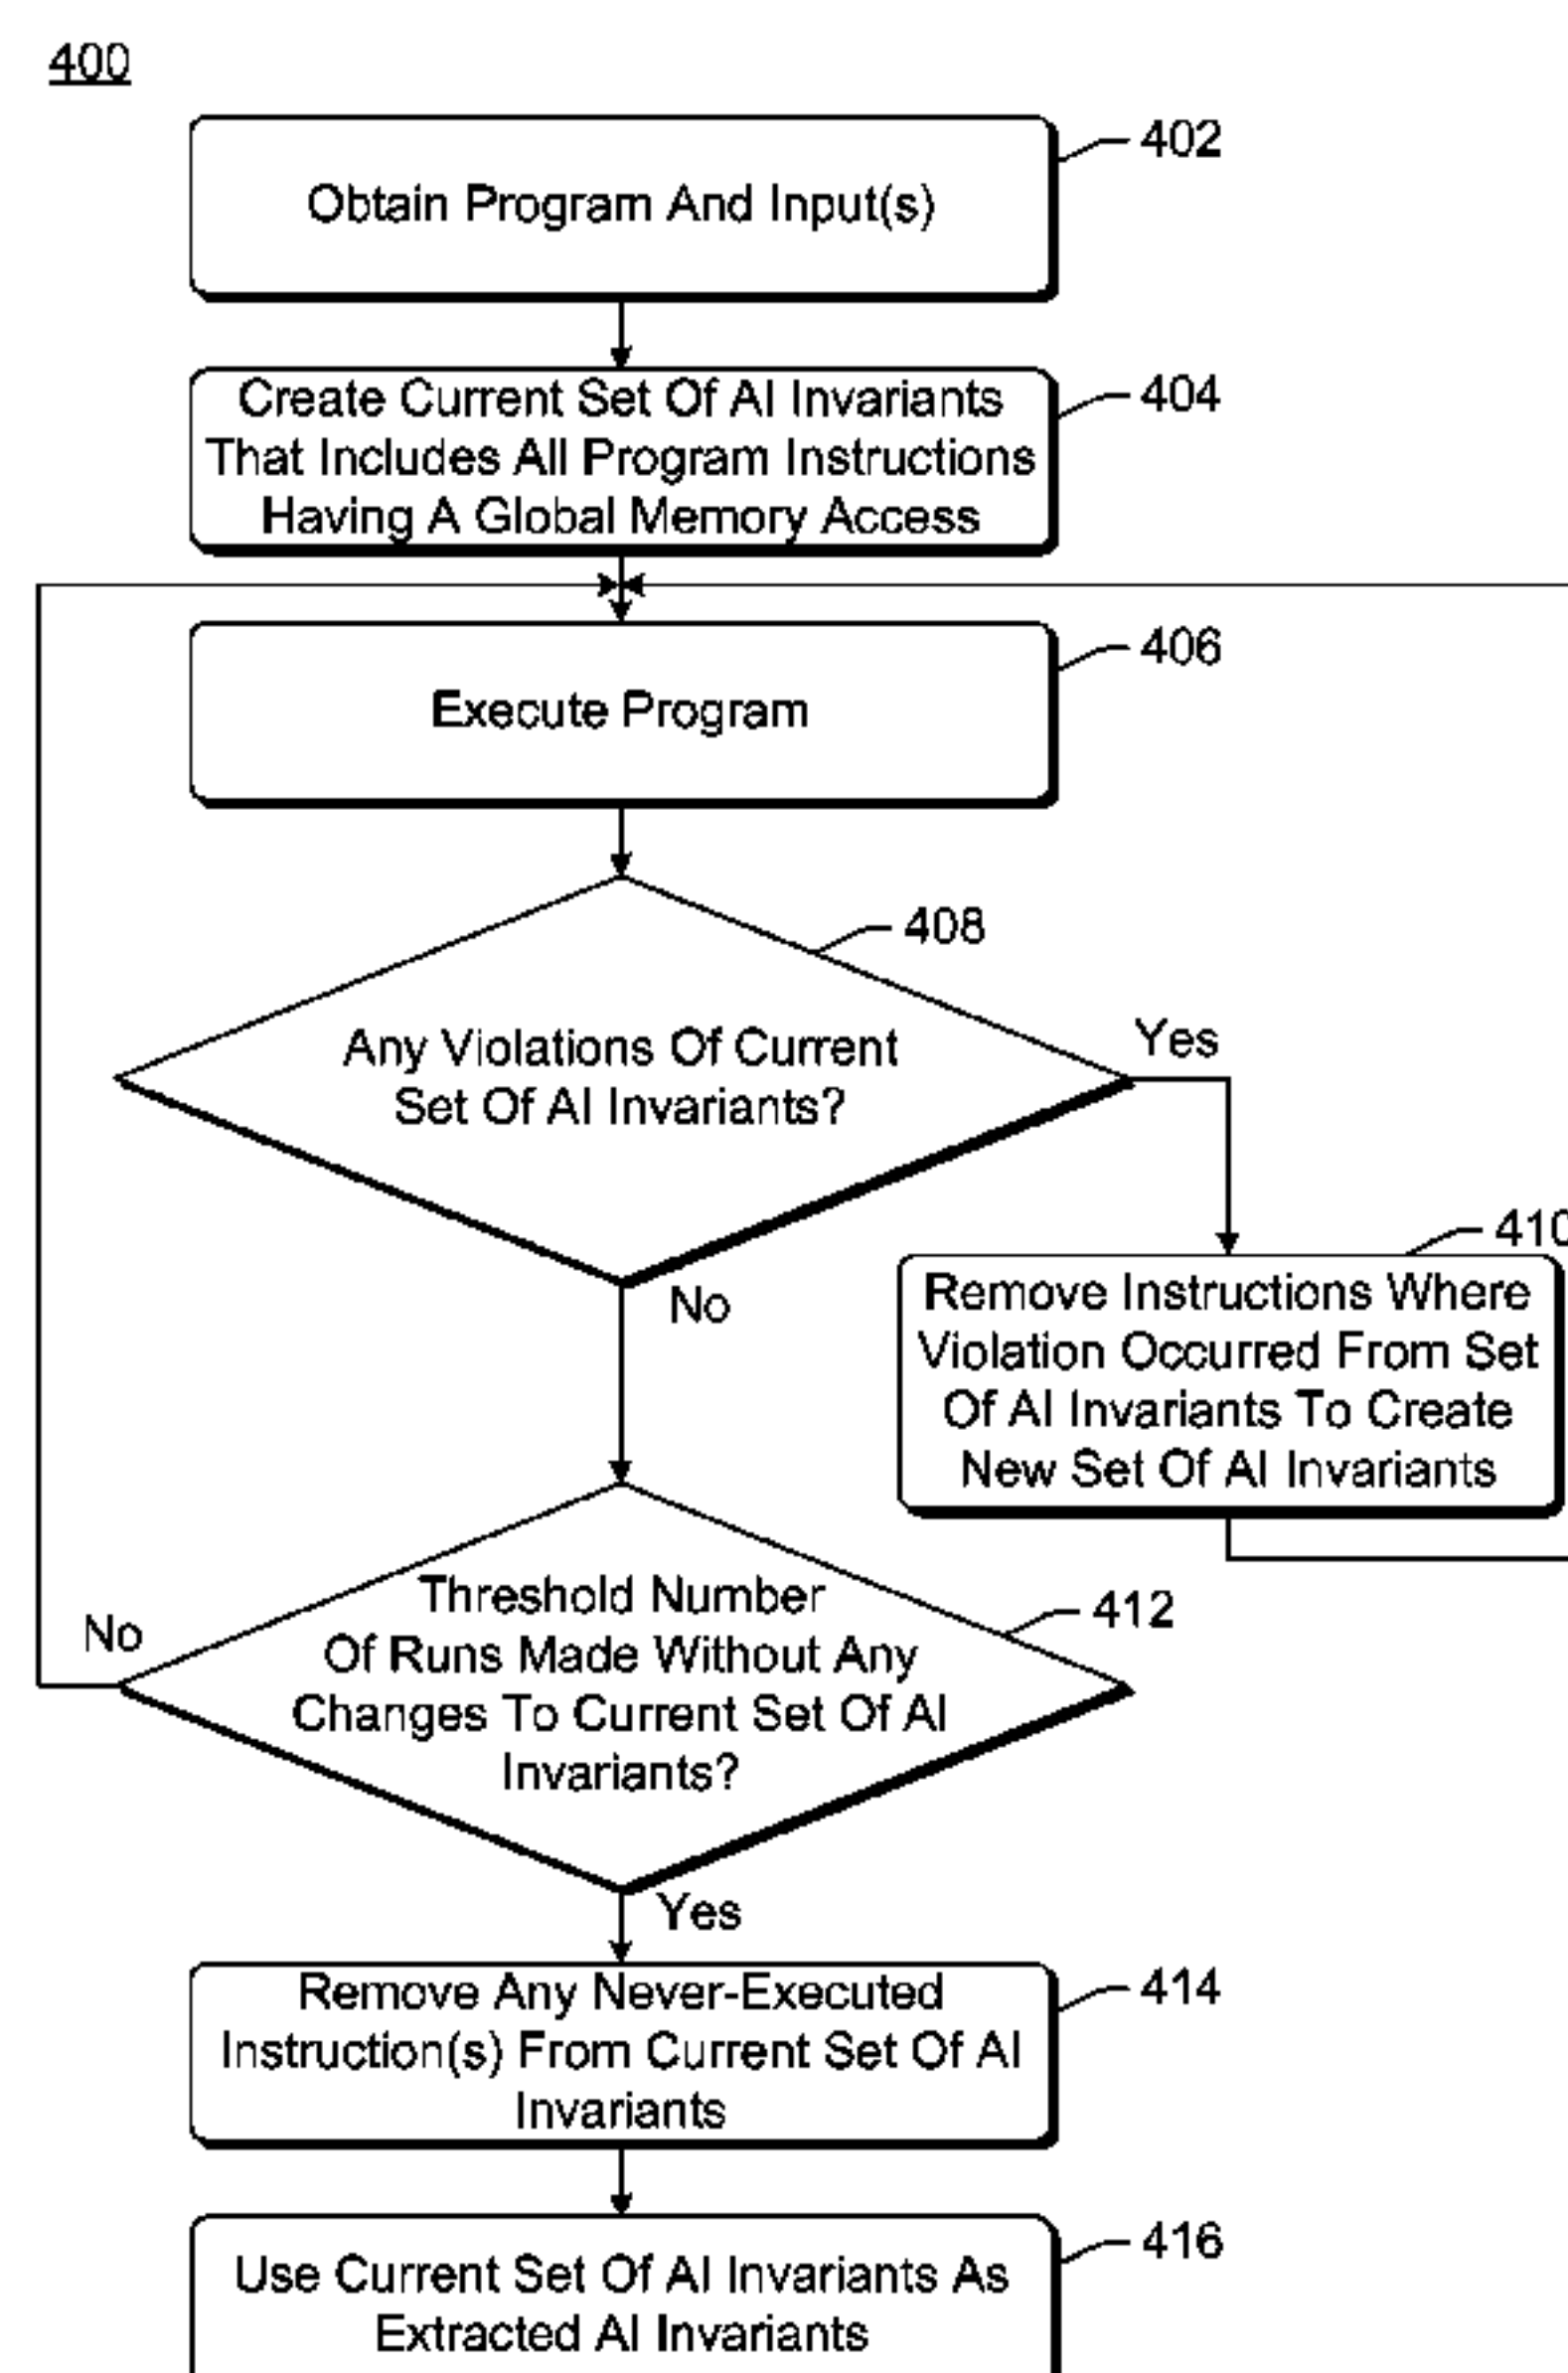 400
402
Obtain Program And Input(s)
404
Create Current Set Of AI Invariants
That Includes All Program Instructions
Having A Global Memory Access
406
Execute Program
408
Any Violations Of Current
Set Of AI Invariants?
Yes
No
410
Remove Instructions Where
Violation Occurred From Set
Of AI Invariants To Create
New Set Of AI Invariants
412
Threshold Number
Of Runs Made Without Any
Changes To Current Set Of AI
Invariants?
No
Yes
414
Remove Any Never-Executed
Instruction(s) From Current Set Of AI
Invariants
416
Use Current Set Of AI Invariants As
Extracted AI Invariants